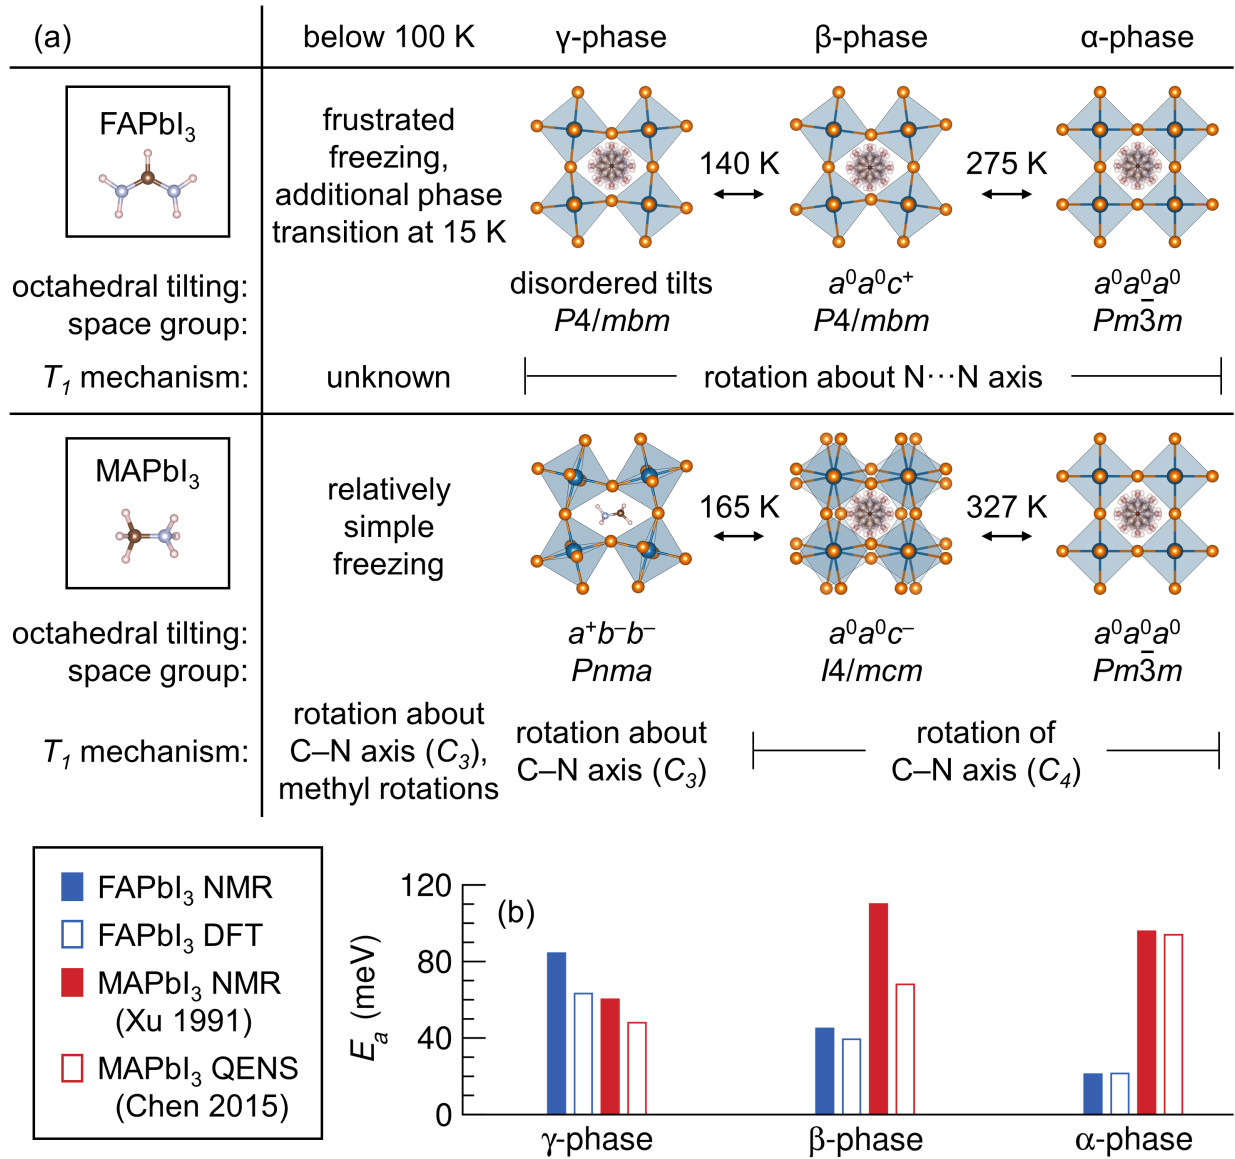 (a)
below 100 K
γ-phase
β-phase
α-phase
FAPbI₃
frustrated
freezing,
additional phase
transition at 15 K
140 K
275 K
octahedral tilting:
disordered tilts
a⁰a⁰c⁺
a⁰a⁰a⁰
space group:
P4/mbm
P4/mbm
Pm3̅m
T₁ mechanism:
unknown
rotation about N···N axis
MAPbI₃
relatively
simple
freezing
165 K
327 K
octahedral tilting:
a⁺b⁻b⁻
a⁰a⁰c⁻
a⁰a⁰a⁰
space group:
Pnma
I4/mcm
Pm3̅m
T₁ mechanism:
rotation about
C–N axis (C₃),
methyl rotations
rotation about
C–N axis (C₃)
rotation of
C–N axis (C₄)
FAPbI₃ NMR
FAPbI₃ DFT
MAPbI₃ NMR
(Xu 1991)
MAPbI₃ QENS
(Chen 2015)
(b)
Eₐ (meV)
120
80
40
0
γ-phase
β-phase
α-phase